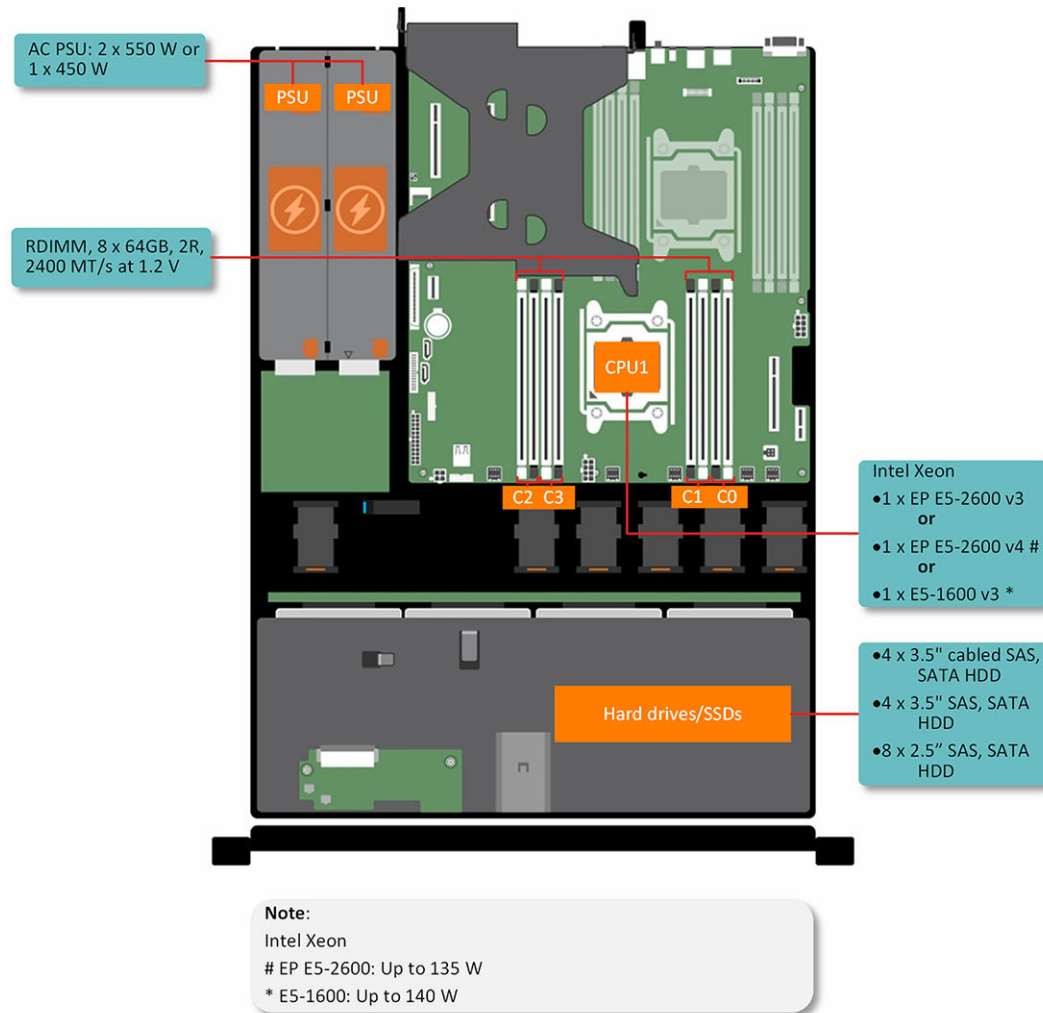 AC PSU: 2 x 550 W or
1 x 450 W
PSU
PSU
RDIMM, 8 x 64GB, 2R,
2400 MT/s at 1.2 V
CPU1
C2
C3
C1
C0
Intel Xeon
•1 x EP E5-2600 v3
or
•1 x EP E5-2600 v4 #
or
•1 x E5-1600 v3 *
Hard drives/SSDs
•4 x 3.5" cabled SAS,
SATA HDD
•4 x 3.5" SAS, SATA
HDD
•8 x 2.5” SAS, SATA
HDD
Note:
Intel Xeon
# EP E5-2600: Up to 135 W
* E5-1600: Up to 140 W